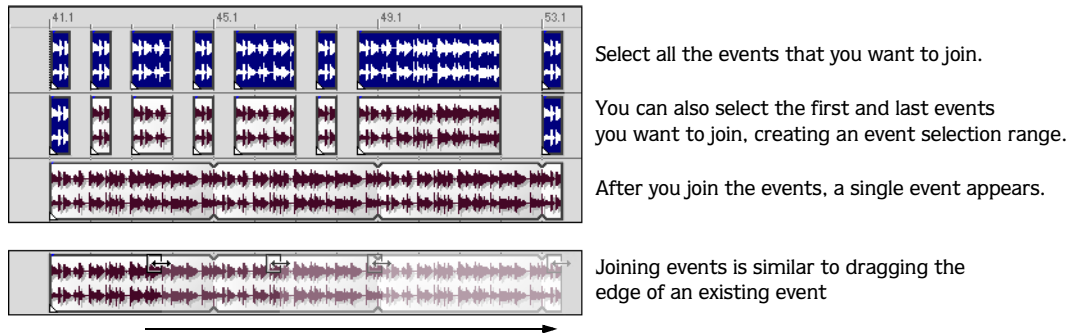 41.1 45.1 49.1 53.1
Select all the events that you want to join.
You can also select the first and last events
you want to join, creating an event selection range.
After you join the events, a single event appears.
Joining events is similar to dragging the
edge of an existing event